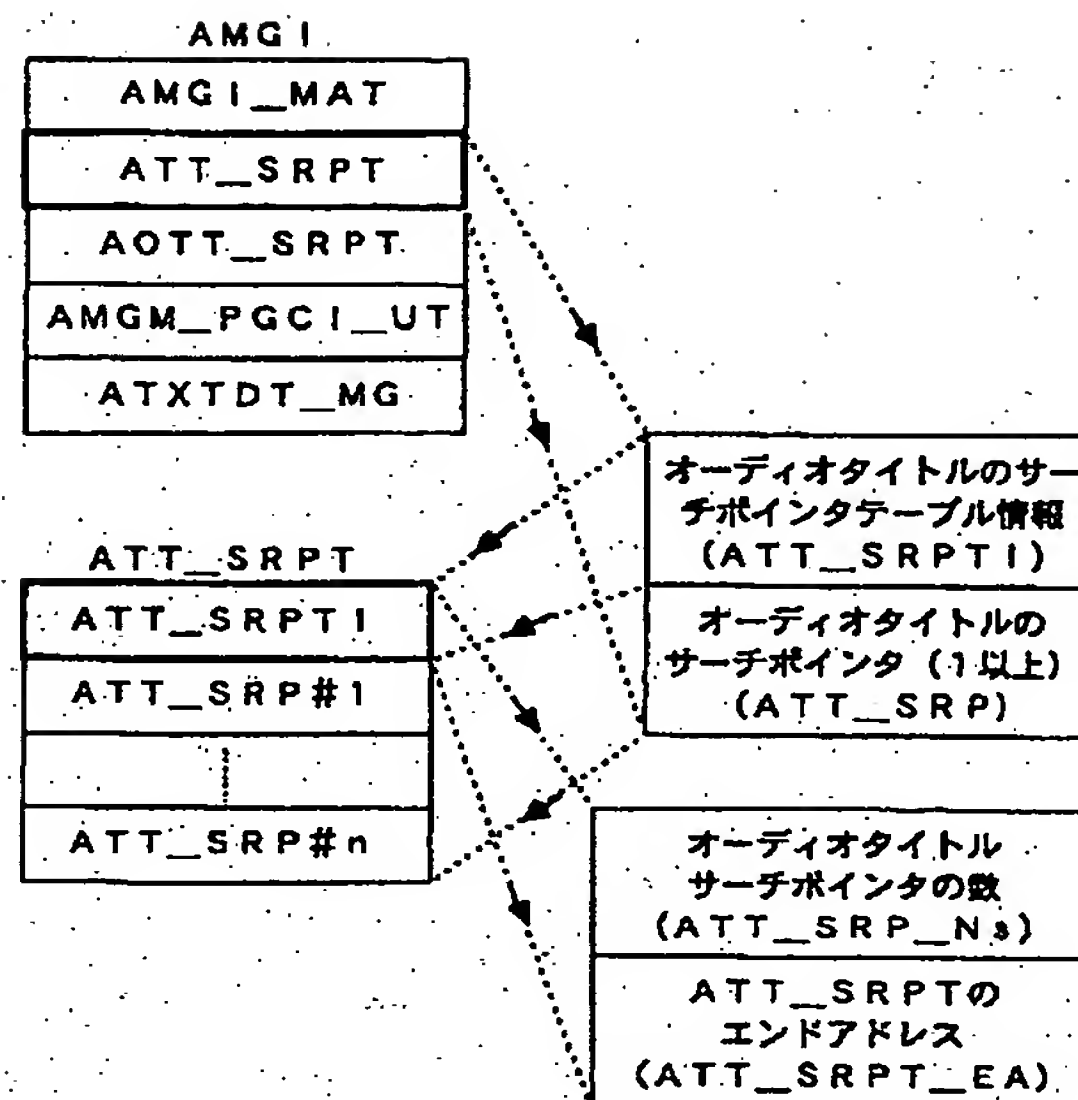 AMGI
AMGI_MAT
ATT_SRPT
AOTT_SRPT
AMGM_PGCI_UT
ATXTDT_MG
オーディオタイトルのサー
チポインタテーブル情報
(ATT_SRPTI)
オーディオタイトルの
サーチポインタ(1以上)
(ATT_SRP)
ATT_SRPT
ATT_SRPTI
ATT_SRP#1
ATT_SRP#n
オーディオタイトル
サーチポインタの数
(ATT_SRP_Ns)
ATT_SRPTの
エンドアドレス
(ATT_SRPT_EA)